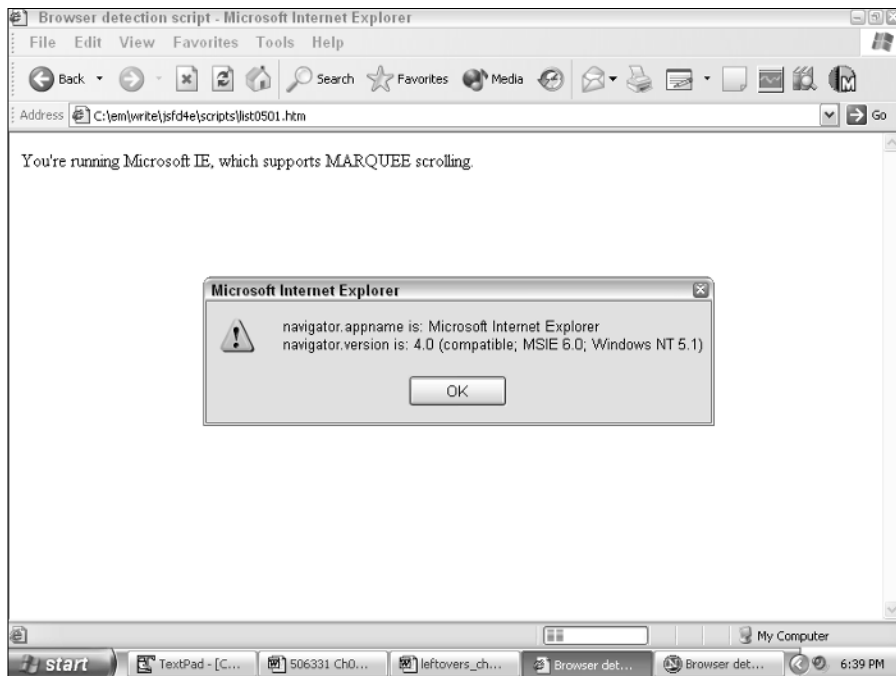 Browser detection script - Microsoft Internet Explorer
File Edit View Favorites Tools Help
Back Search Favorites Media
Address C:\em\write\jsfd4e\scripts\list0501.htm Go
You're running Microsoft IE, which supports MARQUEE scrolling.
Microsoft Internet Explorer
navigator.appname is: Microsoft Internet Explorer
navigator.version is: 4.0 (compatible; MSIE 6.0; Windows NT 5.1)
OK
My Computer
start TextPad - [C... 506331 Ch0... leftovers_ch... Browser det... Browser det... 6:39 PM